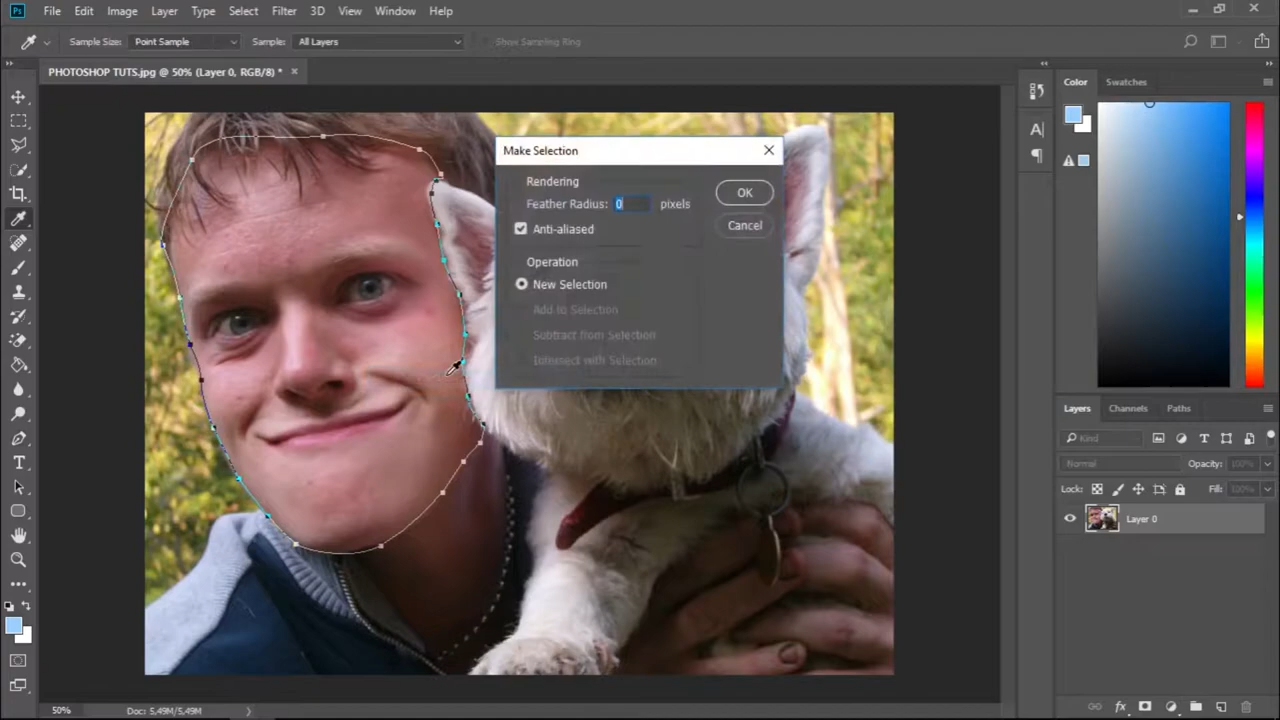 Ps File Edit Image Layer Type Select Filter 3D View Window Help
Sample Size: Point Sample Sample: All Layers Show Sampling Ring
PHOTOSHOP TUTS.jpg @ 50% (Layer 0, RGB/8) * ×
Make Selection
Rendering
Feather Radius: 0 pixels
Anti-aliased
OK
Cancel
Operation
New Selection
Add to Selection
Subtract from Selection
Intersect with Selection
Color Swatches
Layers Channels Paths
Kind
Normal Opacity: 100%
Lock: Fill: 100%
Layer 0
50% Doc: 5.49M/5.49M